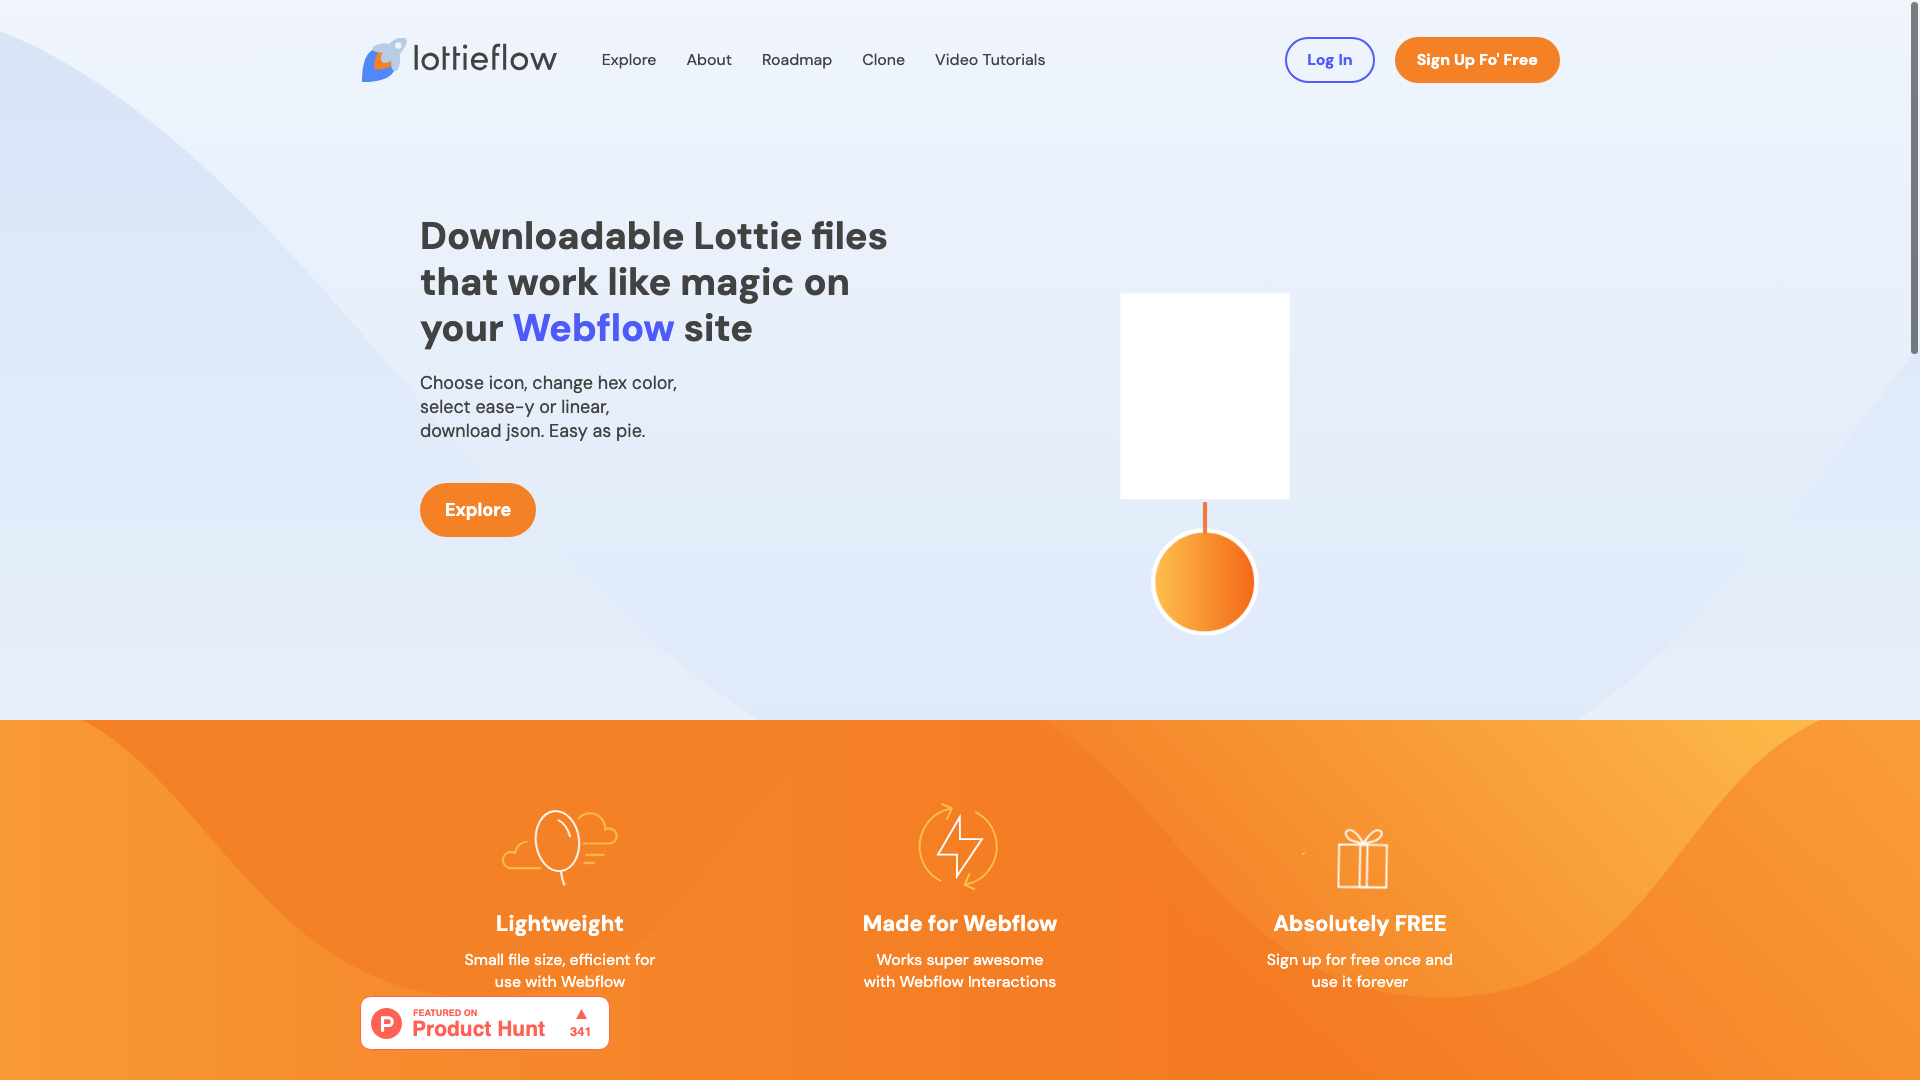 lottieflow
Explore
About
Roadmap
Clone
Video Tutorials
Log In
Sign Up Fo' Free
Downloadable Lottie files
that work like magic on
your Webflow site
Choose icon, change hex color,
select ease-y or linear,
download json. Easy as pie.
Explore
Lightweight
Small file size, efficient for
use with Webflow
Made for Webflow
Works super awesome
with Webflow Interactions
Absolutely FREE
Sign up for free once and
use it forever
P
FEATURED ON
Product Hunt
341